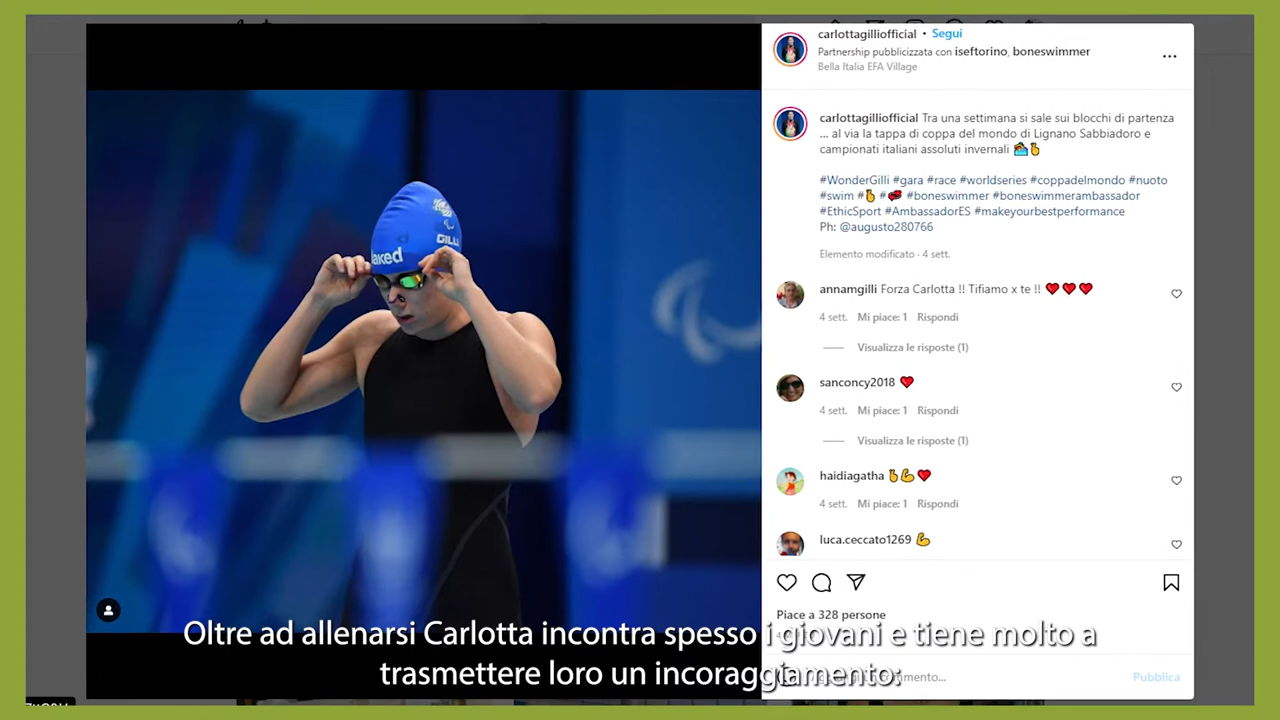 carlottagilliofficial • Segui
Partnership pubblicizzata con iseftorino, boneswimmer
Bella Italia EFA Village
carlottagilliofficial Tra una settimana si sale sui blocchi di partenza
... al via la tappa di coppa del mondo di Lignano Sabbiadoro e
campionati italiani assoluti invernali 🏊🫰
#WonderGilli #gara #race #worldseries #coppadelmondo #nuoto
#swim #🫰 #🥽 #boneswimmer #boneswimmerambassador
#EthicSport #AmbassadorES #makeyourbestperformance
Ph: @augusto280766
Elemento modificato · 4 sett.
annamgilli Forza Carlotta !! Tifiamo x te !! ❤️❤️❤️
4 sett. Mi piace: 1 Rispondi
Visualizza le risposte (1)
sanconcy2018 ❤️
4 sett. Mi piace: 1 Rispondi
Visualizza le risposte (1)
haidiagatha 🫰💪❤️
4 sett. Mi piace: 1 Rispondi
luca.ceccato1269 💪
Piace a 328 persone
commento...
Pubblica
GILLI
aked
Oltre ad allenarsi Carlotta incontra spesso i giovani e tiene molto a
trasmettere loro un incoraggiamento: